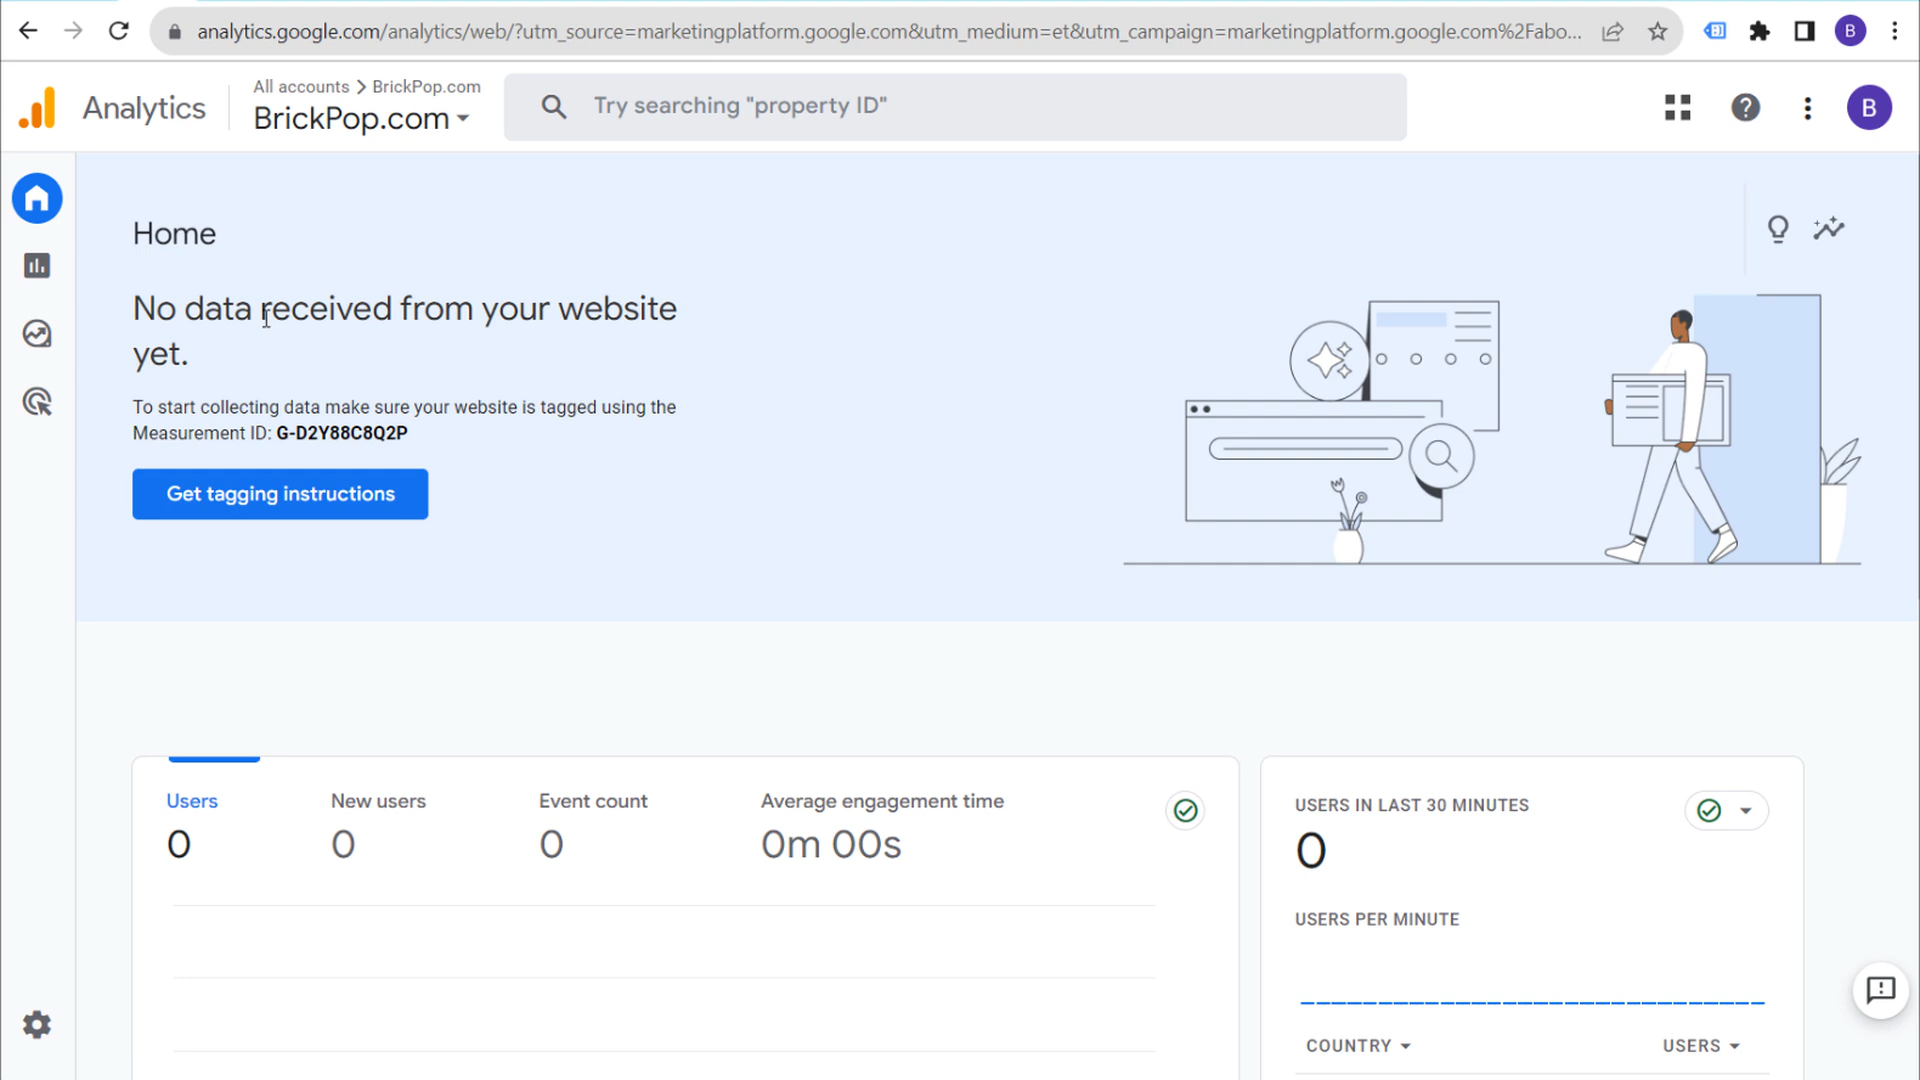 analytics.google.com/analytics/web/?utm_source=marketingplatform.google.com&utm_medium=et&utm_campaign=marketingplatform.google.com%2Fabo...
B
Analytics
All accounts > BrickPop.com
BrickPop.com
Try searching "property ID"
B
Home
No data received from your website
yet.
To start collecting data make sure your website is tagged using the
Measurement ID: G-D2Y88C8Q2P
Get tagging instructions
Users
0
New users
0
Event count
0
Average engagement time
0m 00s
USERS IN LAST 30 MINUTES
0
USERS PER MINUTE
COUNTRY
USERS